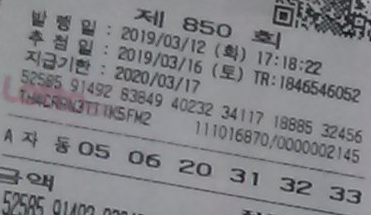 제 850 회
발 행 일 : 2019/03/12 (화) 17:18:22
추 첨 일 : 2019/03/16 (토) TR:1846546052
지급기한 : 2020/03/17
52585 91492 83849 40232 34117 18885 32456
111016870/0000002145
A 자 동 05 06 20 31 32 33
금액
52585 91492